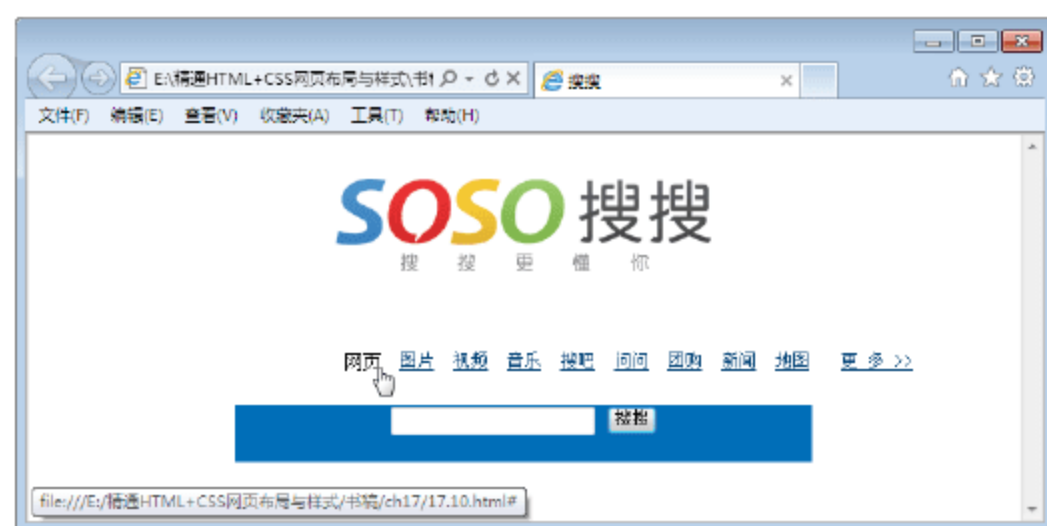 E:\精通HTML+CSS网页布局与样式\书 搜搜
文件(F) 编辑(E) 查看(V) 收藏夹(A) 工具(T) 帮助(H)
SOSO 搜搜
搜 搜 更 懂 你
网页 图片 视频 音乐 搜吧 问问 团购 新闻 地图 更 多 >>
搜搜
file:///E:/精通HTML+CSS网页布局与样式/书稿/ch17/17.10.html#